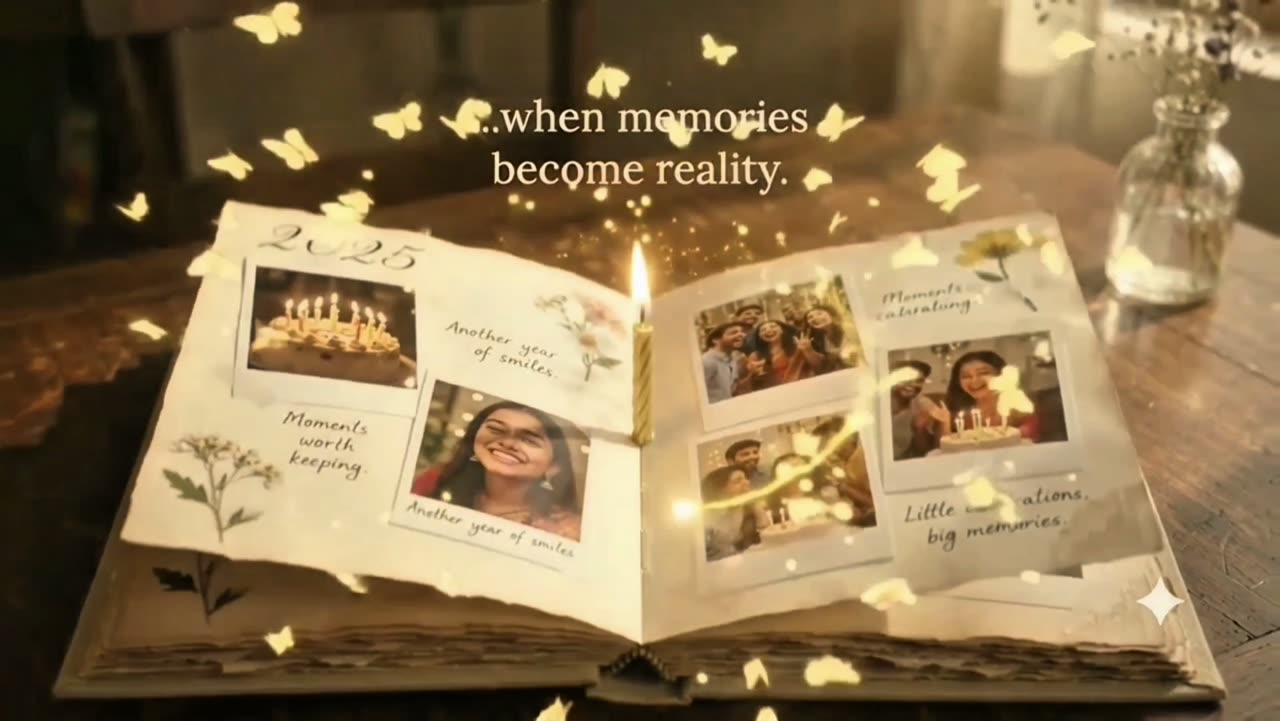 ..when memories
become reality.
2025
Another year
of smiles.
Moments
worth
keeping.
Another year of smiles
Moments
Little
big memories.